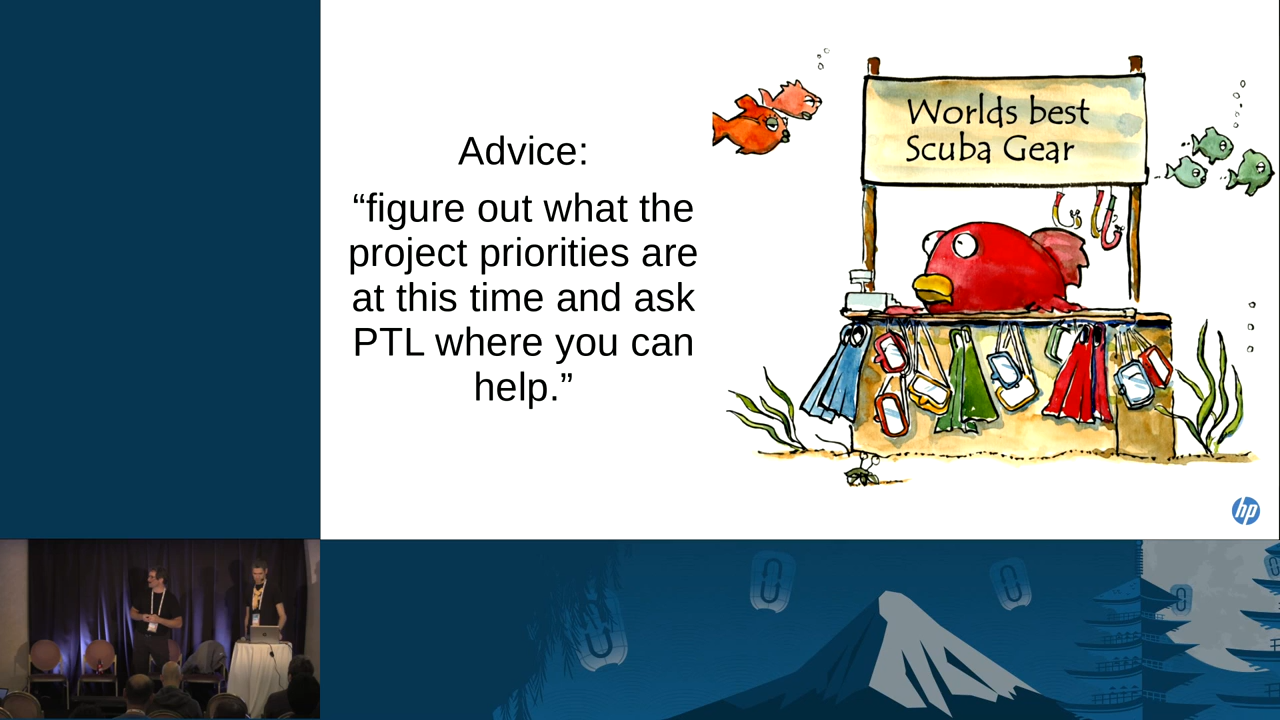 Advice:
“figure out what the
project priorities are
at this time and ask
PTL where you can
help.”
Worlds best
Scuba Gear
hp